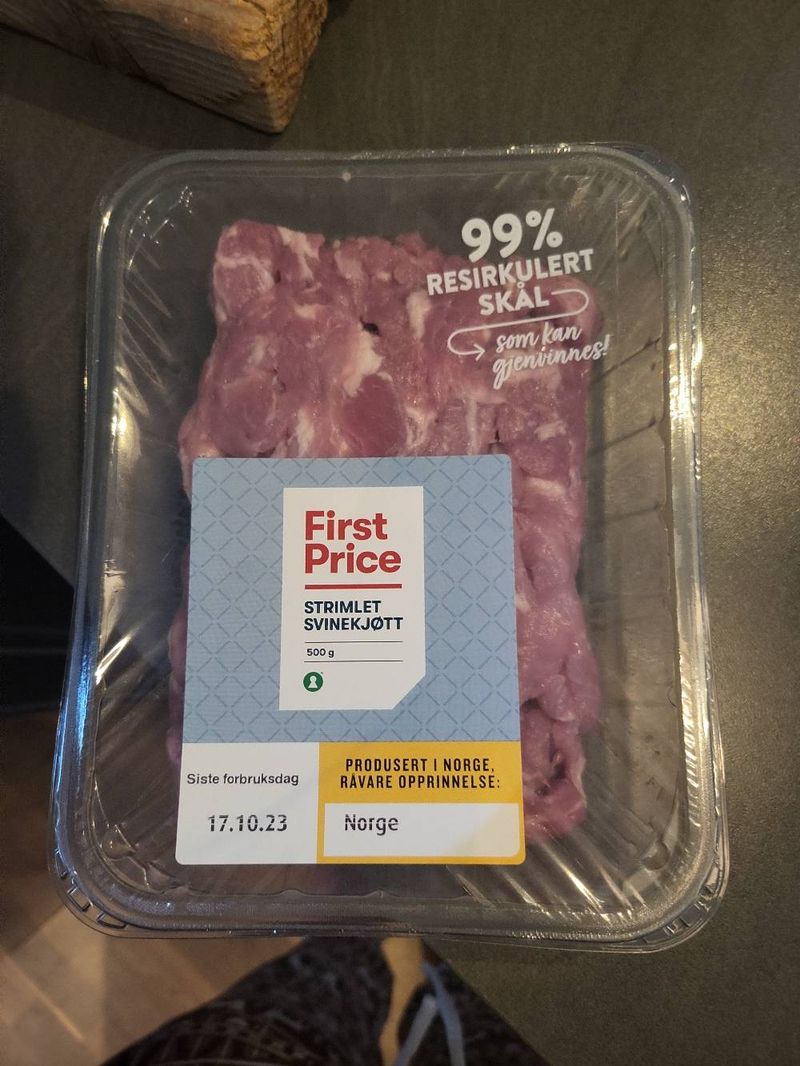 99%
RESIRKULERT
SKÅL
som kan
gjenvinnes!
First
Price
STRIMLET
SVINEKJØTT
500 g
Siste forbruksdag
17.10.23
PRODUSERT I NORGE,
RÅVARE OPPRINNELSE:
Norge